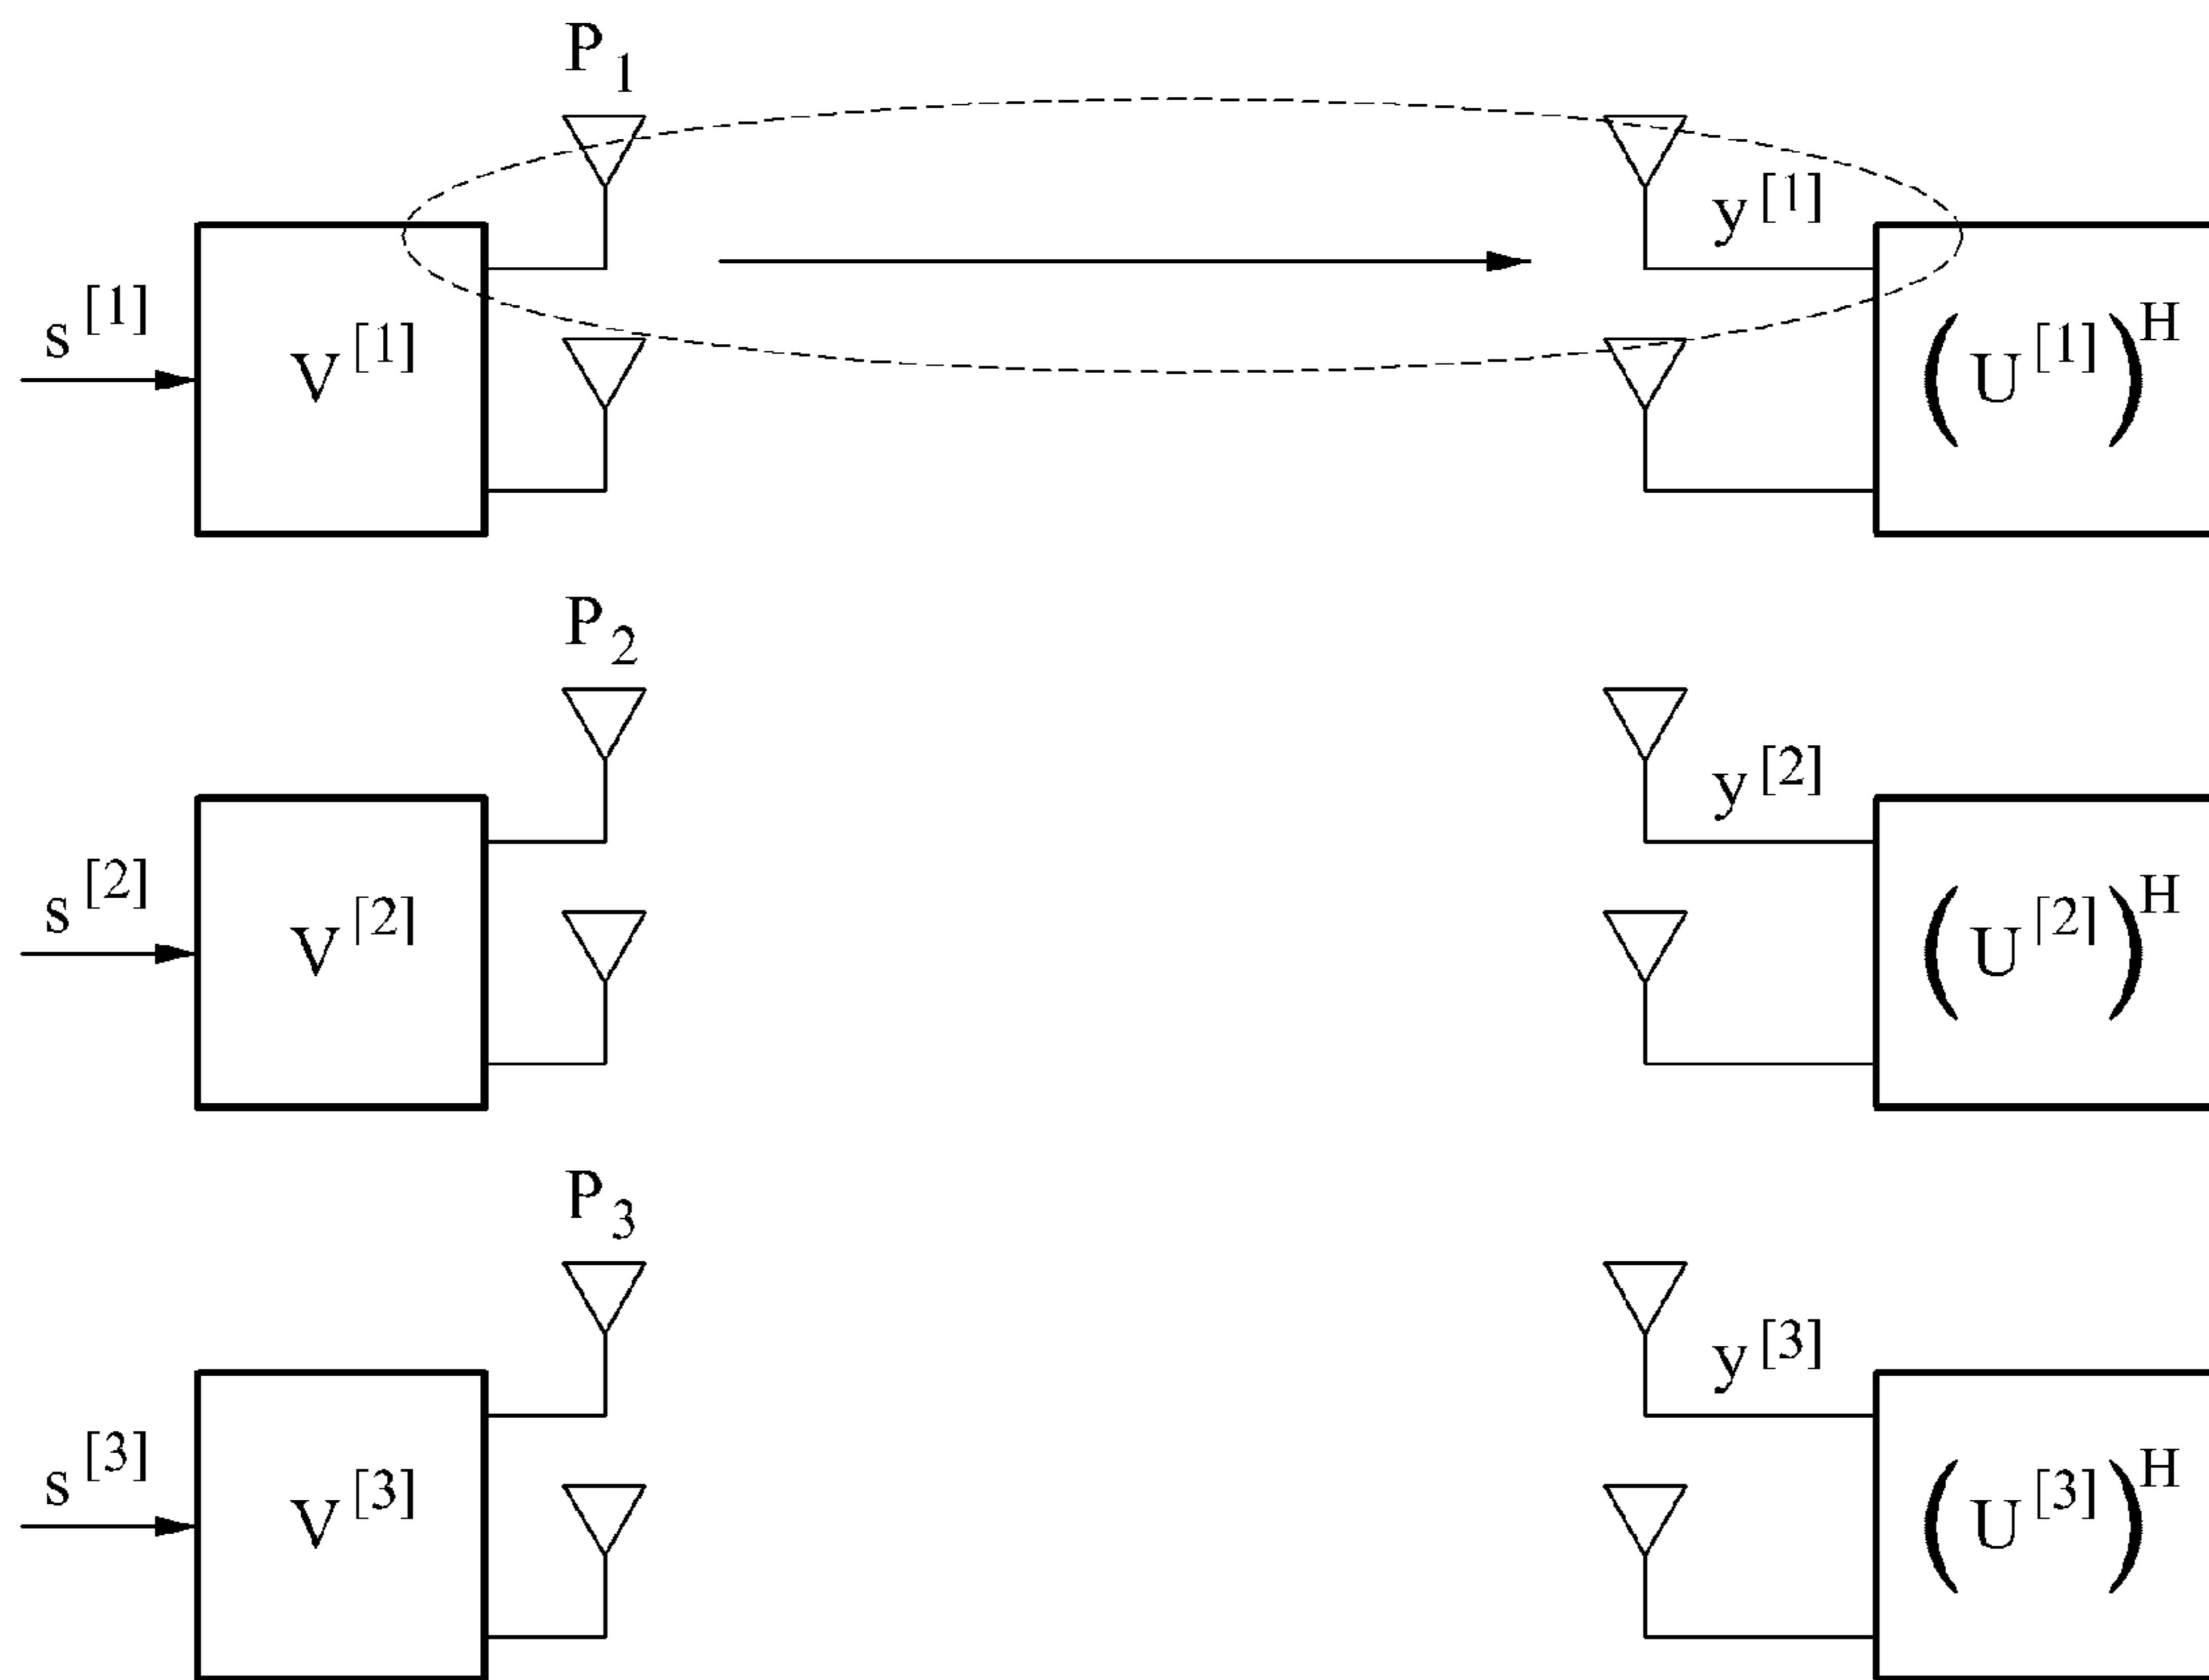 P₁
s^[1]
V^[1]
y^[1]
(U^[1])^H
P₂
s^[2]
V^[2]
y^[2]
(U^[2])^H
P₃
s^[3]
V^[3]
y^[3]
(U^[3])^H